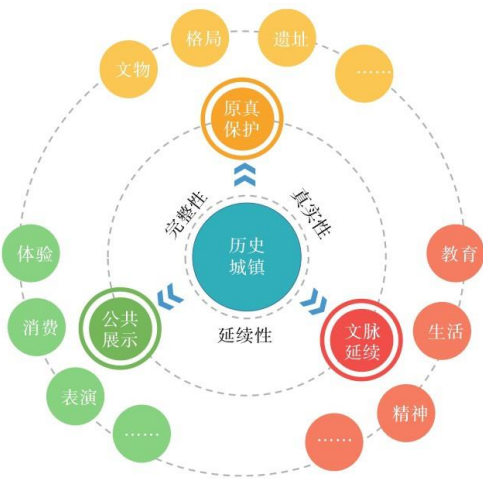 格局
遗址
文物
……
原真
保护
完整性
真实性
历史
城镇
体验
教育
公共
展示
延续性
文脉
延续
消费
生活
表演
精神
……
……